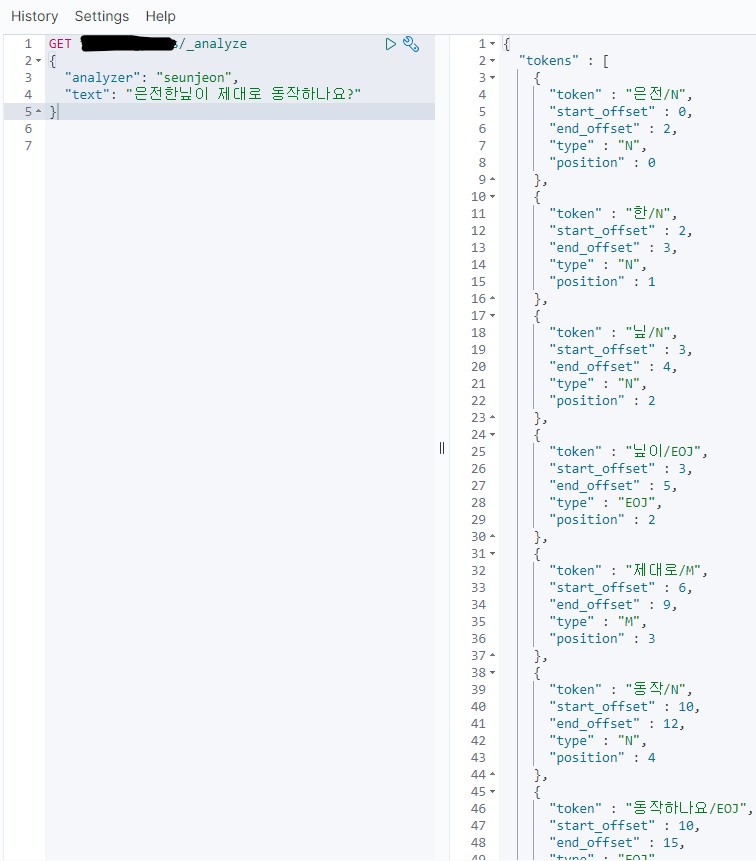 History Settings Help
1 GET s/_analyze
2 {
3 "analyzer": "seunjeon",
4 "text": "은전한닢이 제대로 동작하나요?"
5 }
6
7
1 {
2 "tokens" : [
3 {
4 "token" : "은전/N",
5 "start_offset" : 0,
6 "end_offset" : 2,
7 "type" : "N",
8 "position" : 0
9 },
10 {
11 "token" : "한/N",
12 "start_offset" : 2,
13 "end_offset" : 3,
14 "type" : "N",
15 "position" : 1
16 },
17 {
18 "token" : "닢/N",
19 "start_offset" : 3,
20 "end_offset" : 4,
21 "type" : "N",
22 "position" : 2
23 },
24 {
25 "token" : "닢이/EOJ",
26 "start_offset" : 3,
27 "end_offset" : 5,
28 "type" : "EOJ",
29 "position" : 2
30 },
31 {
32 "token" : "제대로/M",
33 "start_offset" : 6,
34 "end_offset" : 9,
35 "type" : "M",
36 "position" : 3
37 },
38 {
39 "token" : "동작/N",
40 "start_offset" : 10,
41 "end_offset" : 12,
42 "type" : "N",
43 "position" : 4
44 },
45 {
46 "token" : "동작하나요/EOJ",
47 "start_offset" : 10,
48 "end_offset" : 15,
49 "type" : "EOJ"